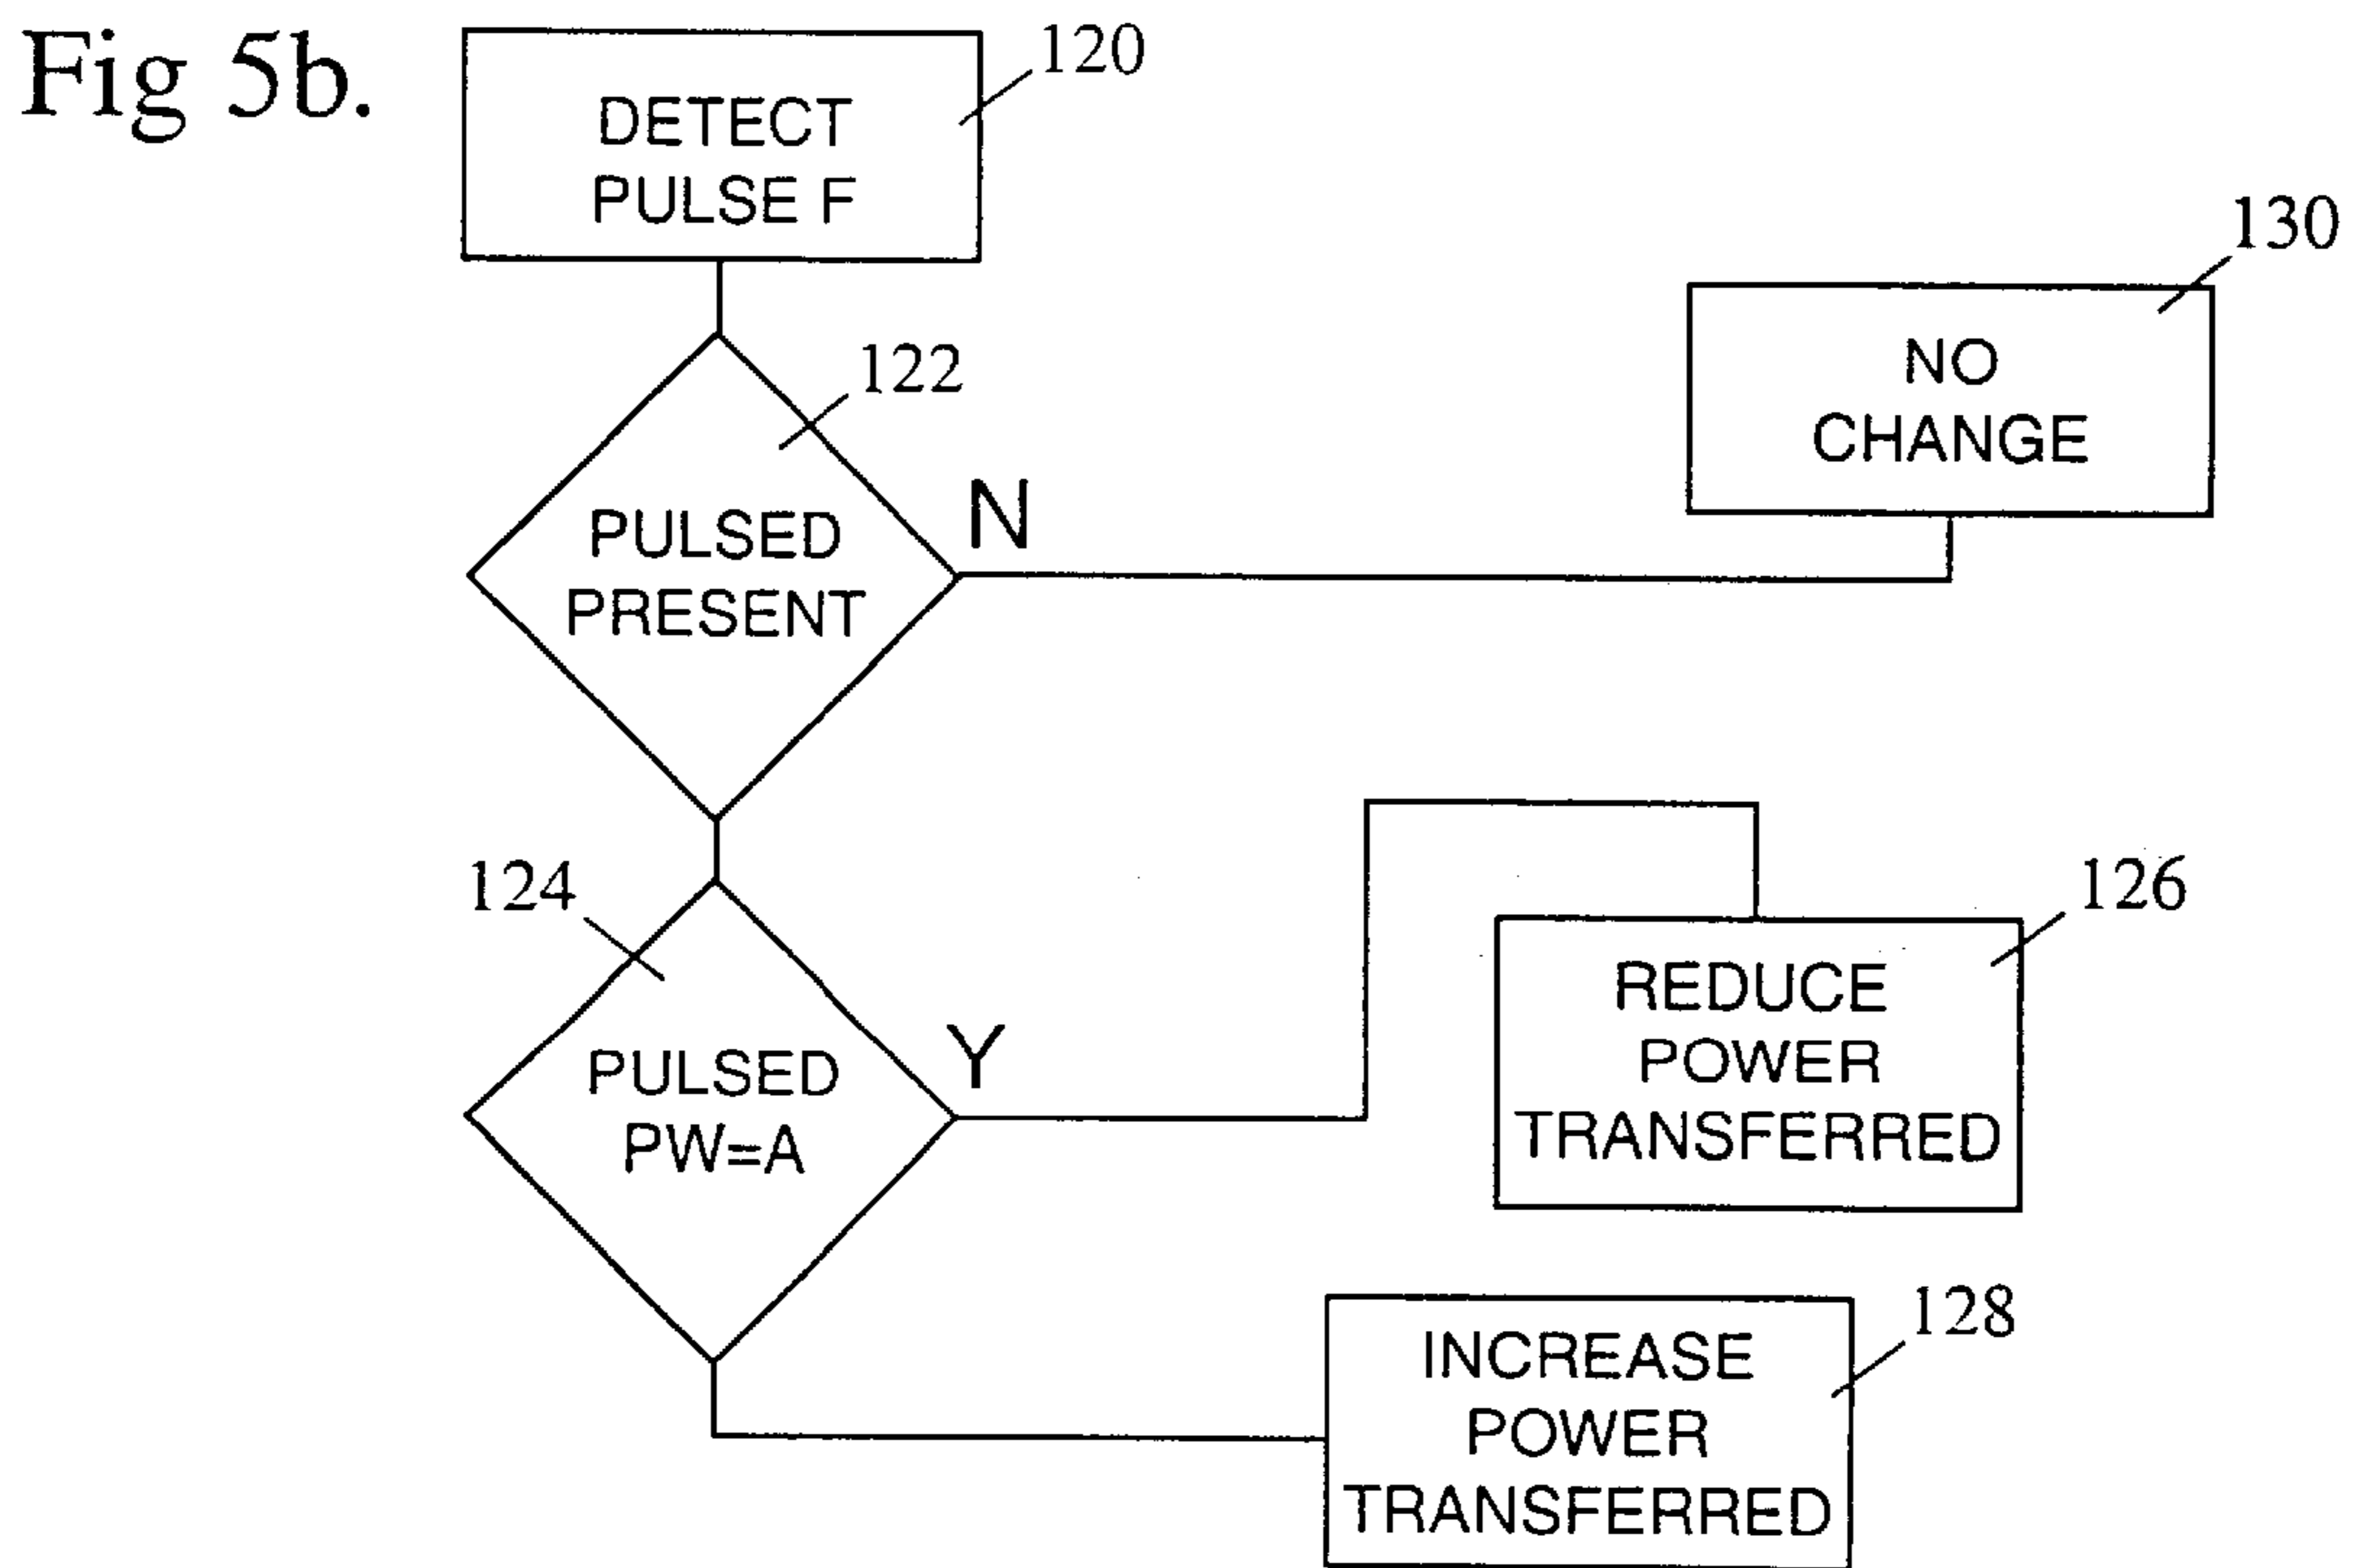 Fig 5b.
120
DETECT
PULSE F
130
NO
CHANGE
122
PULSED
PRESENT
N
124
PULSED
PW=A
Y
126
REDUCE
POWER
TRANSFERRED
128
INCREASE
POWER
TRANSFERRED